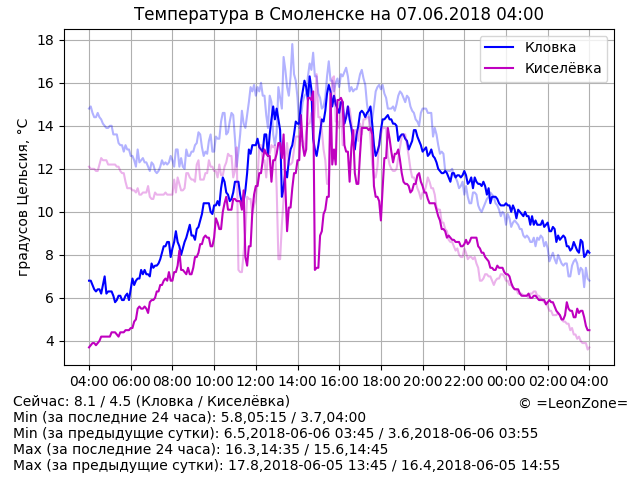 Температура в Смоленске на 07.06.2018 04:00
Кловка
Киселёвка
градусов Цельсия, °C
18
16
14
12
10
8
6
4
04:00 06:00 08:00 10:00 12:00 14:00 16:00 18:00 20:00 22:00 00:00 02:00 04:00
Сейчас: 8.1 / 4.5 (Кловка / Киселёвка)
© =LeonZone=
Min (за последние 24 часа): 5.8,05:15 / 3.7,04:00
Min (за предыдущие сутки): 6.5,2018-06-06 03:45 / 3.6,2018-06-06 03:55
Max (за последние 24 часа): 16.3,14:35 / 15.6,14:45
Max (за предыдущие сутки): 17.8,2018-06-05 13:45 / 16.4,2018-06-05 14:55